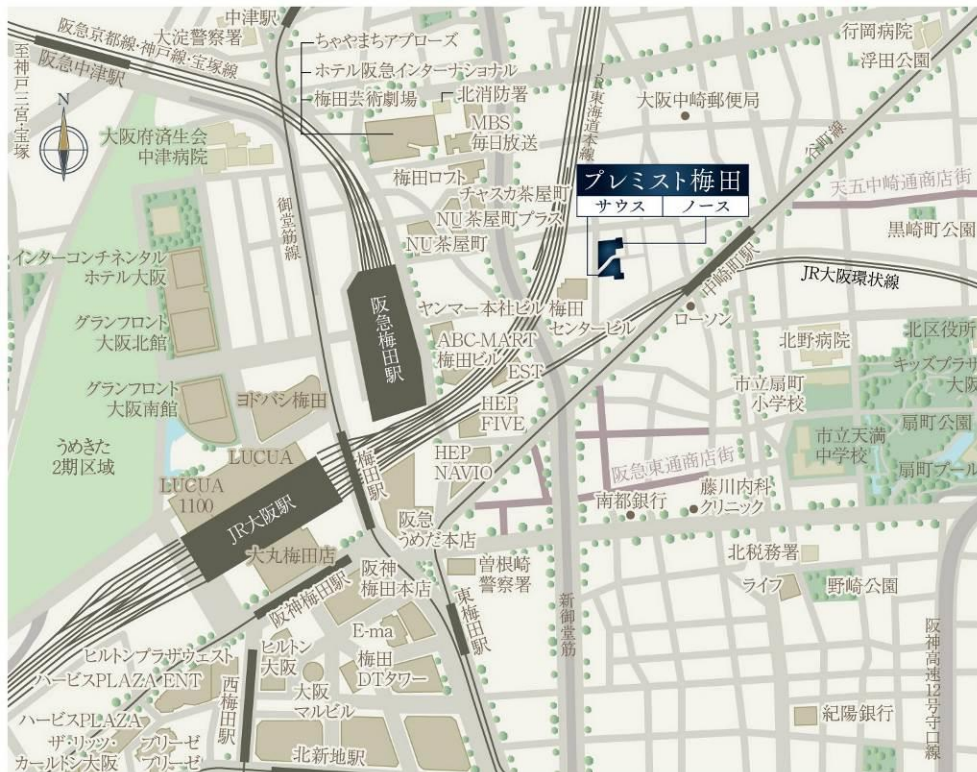 中津駅
大淀警察署
阪急京都線・神戸線・宝塚線
阪急中津駅
至神戸三宮・宝塚
N
ちゃやまちアプローズ
ホテル阪急インターナショナル
梅田芸術劇場
北消防署
MBS
毎日放送
JR東海道本線
大阪中崎郵便局
行岡病院
浮田公園
大阪府済生会
中津病院
梅田ロフト
チャスカ茶屋町
NU茶屋町プラス
NU茶屋町
プレミスト梅田
サウス
ノース
谷町線
天五中崎通商店街
黒崎町公園
御堂筋線
インターコンチネンタル
ホテル大阪
グランフロント
大阪北館
グランフロント
大阪南館
うめきた
2期区域
阪急梅田駅
ヤンマー本社ビル
梅田
センタービル
中崎町駅
JR大阪環状線
ローソン
ABC-MART
梅田ビル
EST
北野病院
北区役所
キッズプラザ
大阪
市立扇町
小学校
扇町公園
市立天満
中学校
扇町プール
ヨドバシ梅田
HEP
FIVE
LUCUA
LUCUA
1100
梅田駅
HEP
NAVIO
阪急東通商店街
JR大阪駅
南都銀行
藤川内科
クリニック
阪急
うめだ本店
大丸梅田店
阪神
梅田本店
曽根崎
警察署
北税務署
ライフ
野崎公園
阪神梅田駅
東梅田駅
新御堂筋
阪神高速12号守口線
E-ma
ヒルトンプラザウェスト
ハービスPLAZA ENT
ヒルトン
大阪
梅田
DTタワー
大阪
マルビル
西梅田駅
ハービスPLAZA
ザ・リッツ・
カールトン大阪
ブリーゼ
ブリーゼ
北新地駅
紀陽銀行